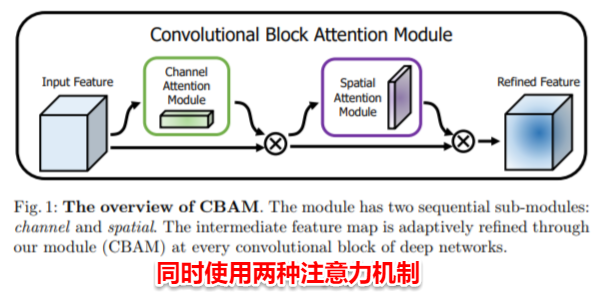 Convolutional Block Attention Module
Input Feature
Channel
Attention
Module
Spatial
Attention
Module
Refined Feature
Fig. 1: The overview of CBAM. The module has two sequential sub-modules:
channel and spatial. The intermediate feature map is adaptively refined through
our module (CBAM) at every convolutional block of deep networks.
同时使用两种注意力机制